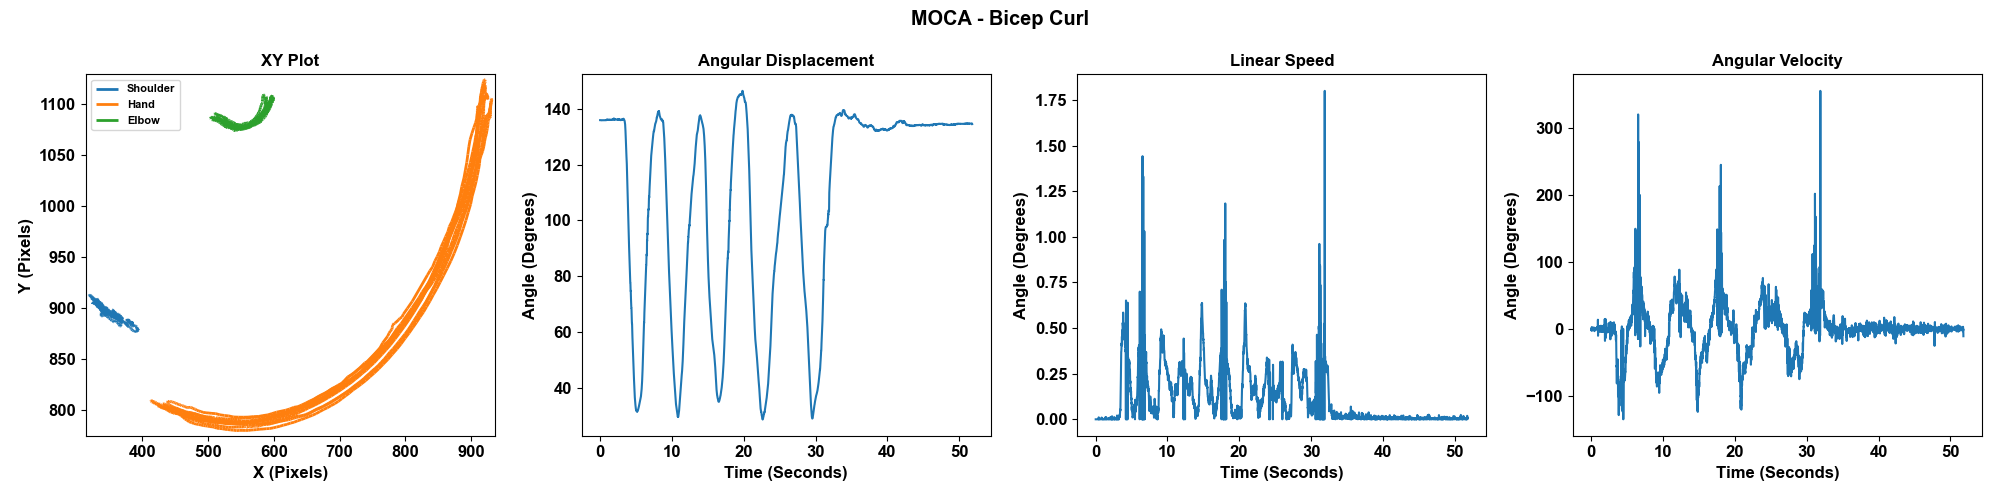 MOCA - Bicep Curl
XY Plot
Shoulder
Hand
Elbow
1100
1050
1000
950
900
850
800
Y (Pixels)
400 500 600 700 800 900
X (Pixels)
Angular Displacement
140
120
100
80
60
40
Angle (Degrees)
0 10 20 30 40 50
Time (Seconds)
Linear Speed
1.75
1.50
1.25
1.00
0.75
0.50
0.25
0.00
Angle (Degrees)
0 10 20 30 40 50
Time (Seconds)
Angular Velocity
300
200
100
0
−100
Angle (Degrees)
0 10 20 30 40 50
Time (Seconds)